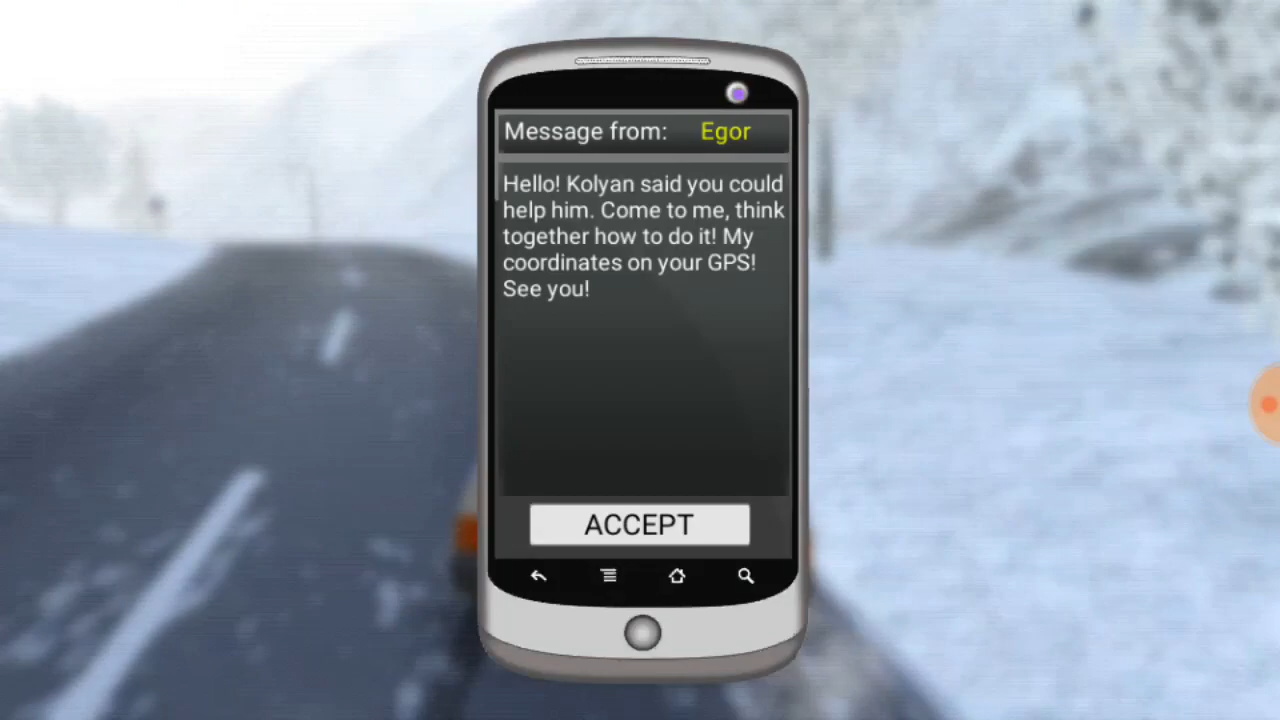 Message from: Egor
Hello! Kolyan said you could
help him. Come to me, think
together how to do it! My
coordinates on your GPS!
See you!
ACCEPT